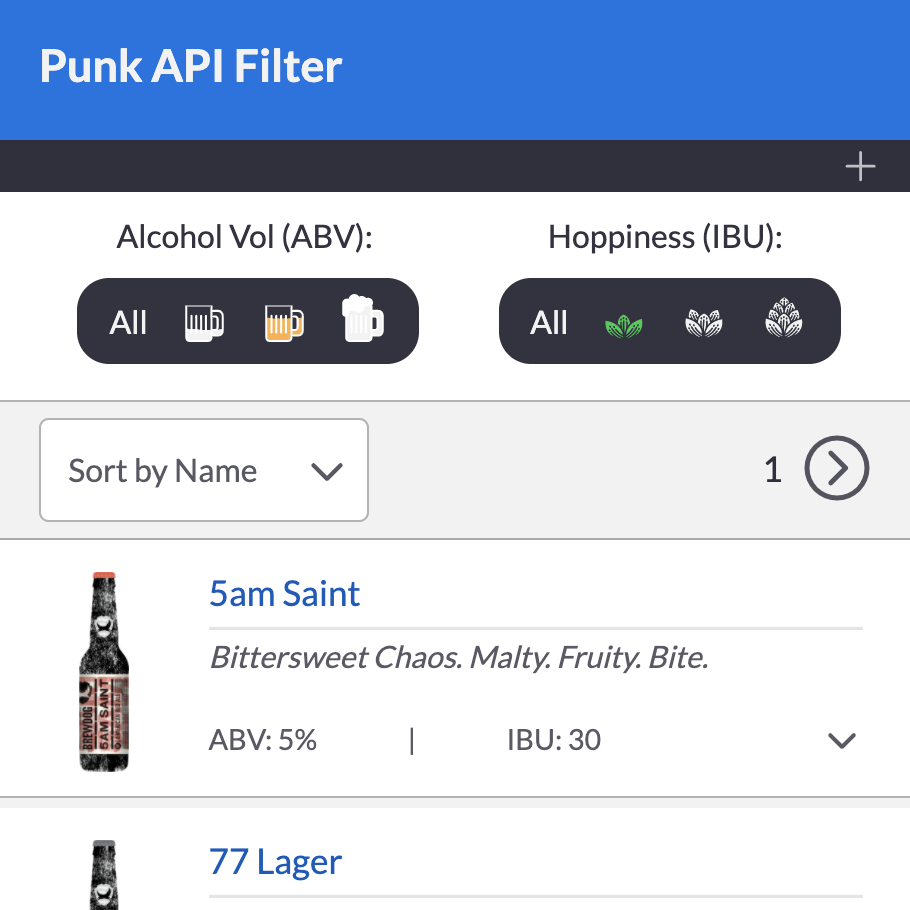 Punk API Filter
Alcohol Vol (ABV):
Hoppiness (IBU):
All
All
Sort by Name
1
5am Saint
Bittersweet Chaos. Malty. Fruity. Bite.
BREWDOG
5AM SAINT
ABV: 5% | IBU: 30
77 Lager